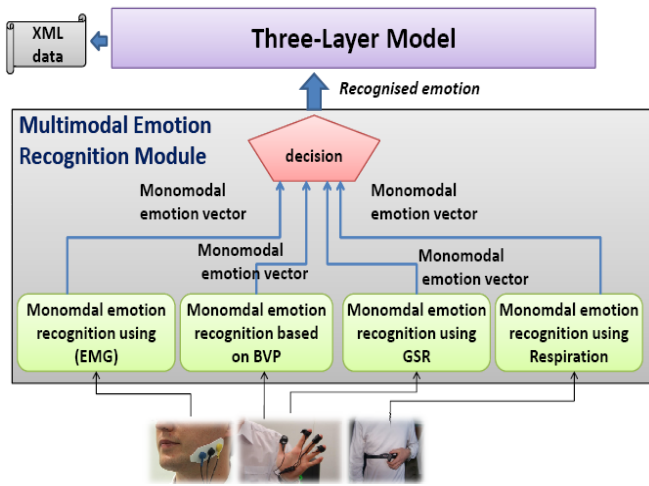 XML
data
Three-Layer Model
Recognised emotion
Multimodal Emotion
Recognition Module
decision
Monomodal
emotion vector
Monomodal
emotion vector
Monomodal
emotion vector
Monomodal
emotion vector
Monomdal emotion
recognition using
(EMG)
Monomdal emotion
recognition based
on BVP
Monomdal emotion
recognition using
GSR
Monomdal emotion
recognition using
Respiration